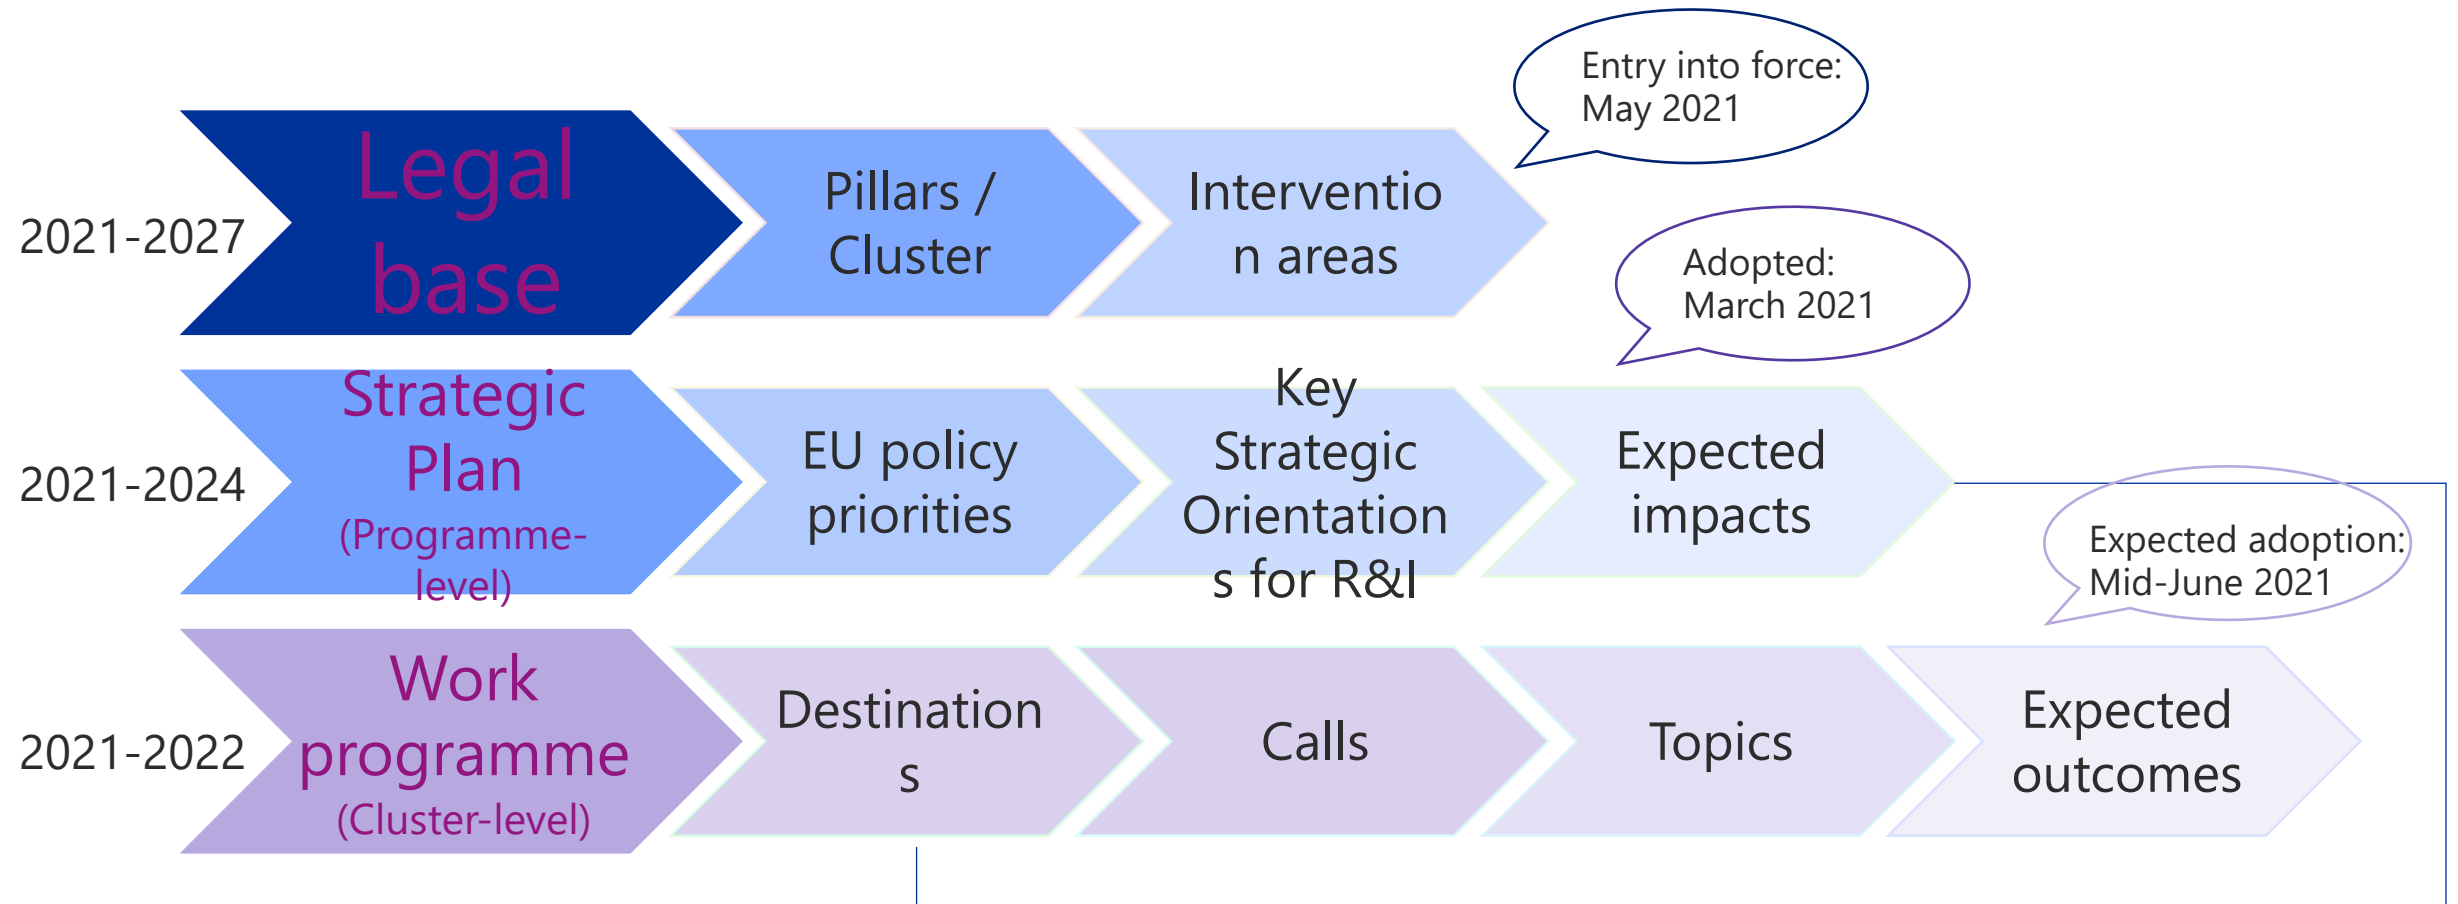 Entry into force:
May 2021
2021-2027
Legal
base
Pillars /
Cluster
Interventio
n areas
Adopted:
March 2021
2021-2024
Strategic
Plan
(Programme-
level)
EU policy
priorities
Key
Strategic
Orientation
s for R&I
Expected
impacts
Expected adoption:
Mid-June 2021
2021-2022
Work
programme
(Cluster-level)
Destination
s
Calls
Topics
Expected
outcomes